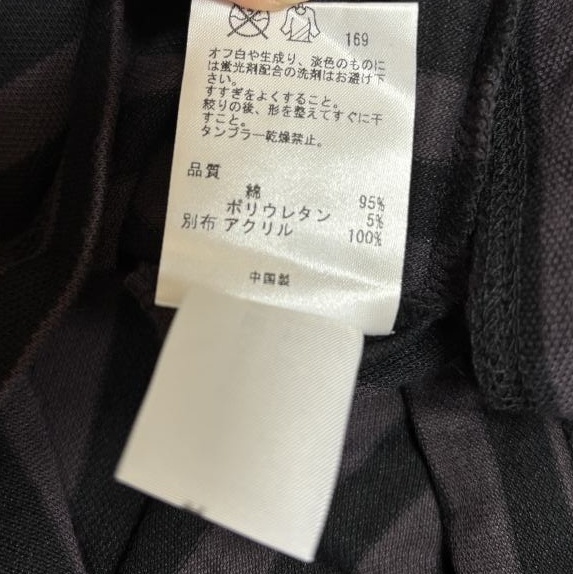 169
オフ白や生成り、淡色のものに
は蛍光剤配合の洗剤はお避け下
さい。
すすぎをよくすること。
絞りの後、形を整えてすぐに干
すこと。
タンブラー乾燥禁止。
品質
綿 95%
ポリウレタン 5%
別布 アクリル 100%
中国製